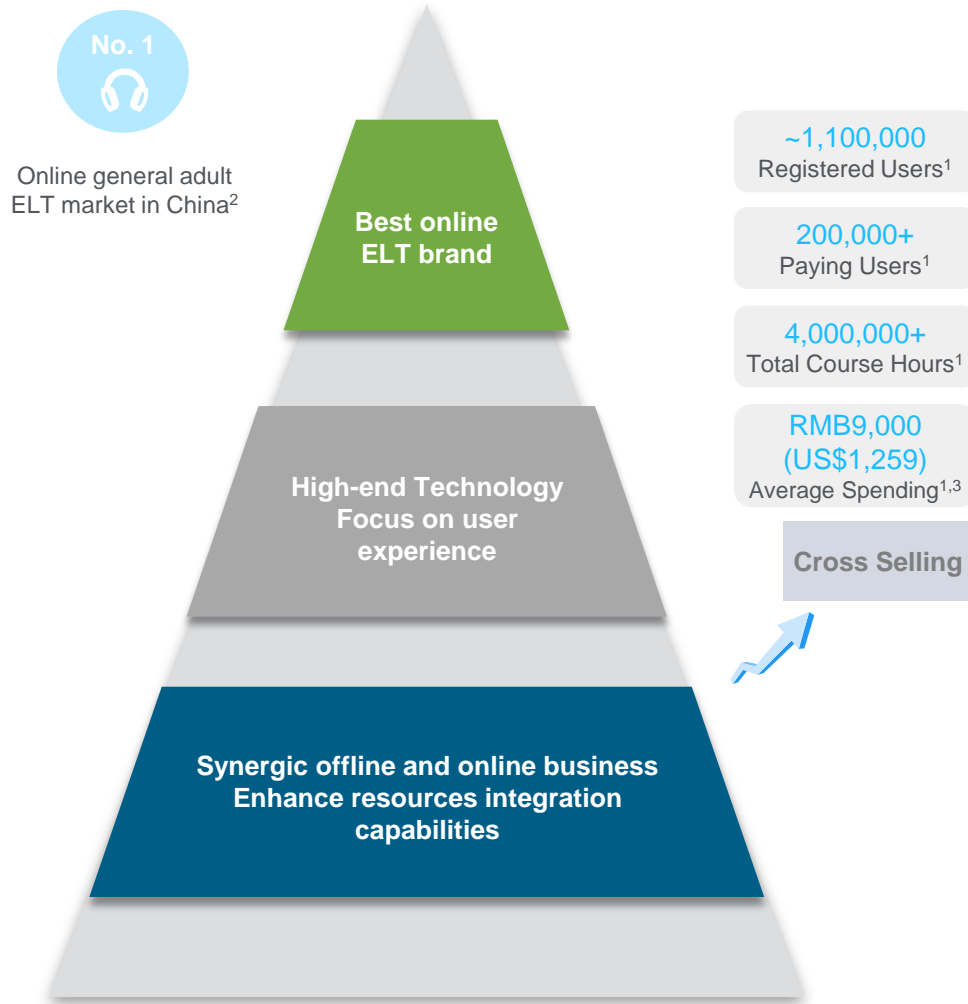 No. 1
Online general adult
ELT market in China²
Best online
ELT brand
High-end Technology
Focus on user
experience
Synergic offline and online business
Enhance resources integration
capabilities
~1,100,000
Registered Users¹
200,000+
Paying Users¹
4,000,000+
Total Course Hours¹
RMB9,000
(US$1,259)
Average Spending¹,³
Cross Selling